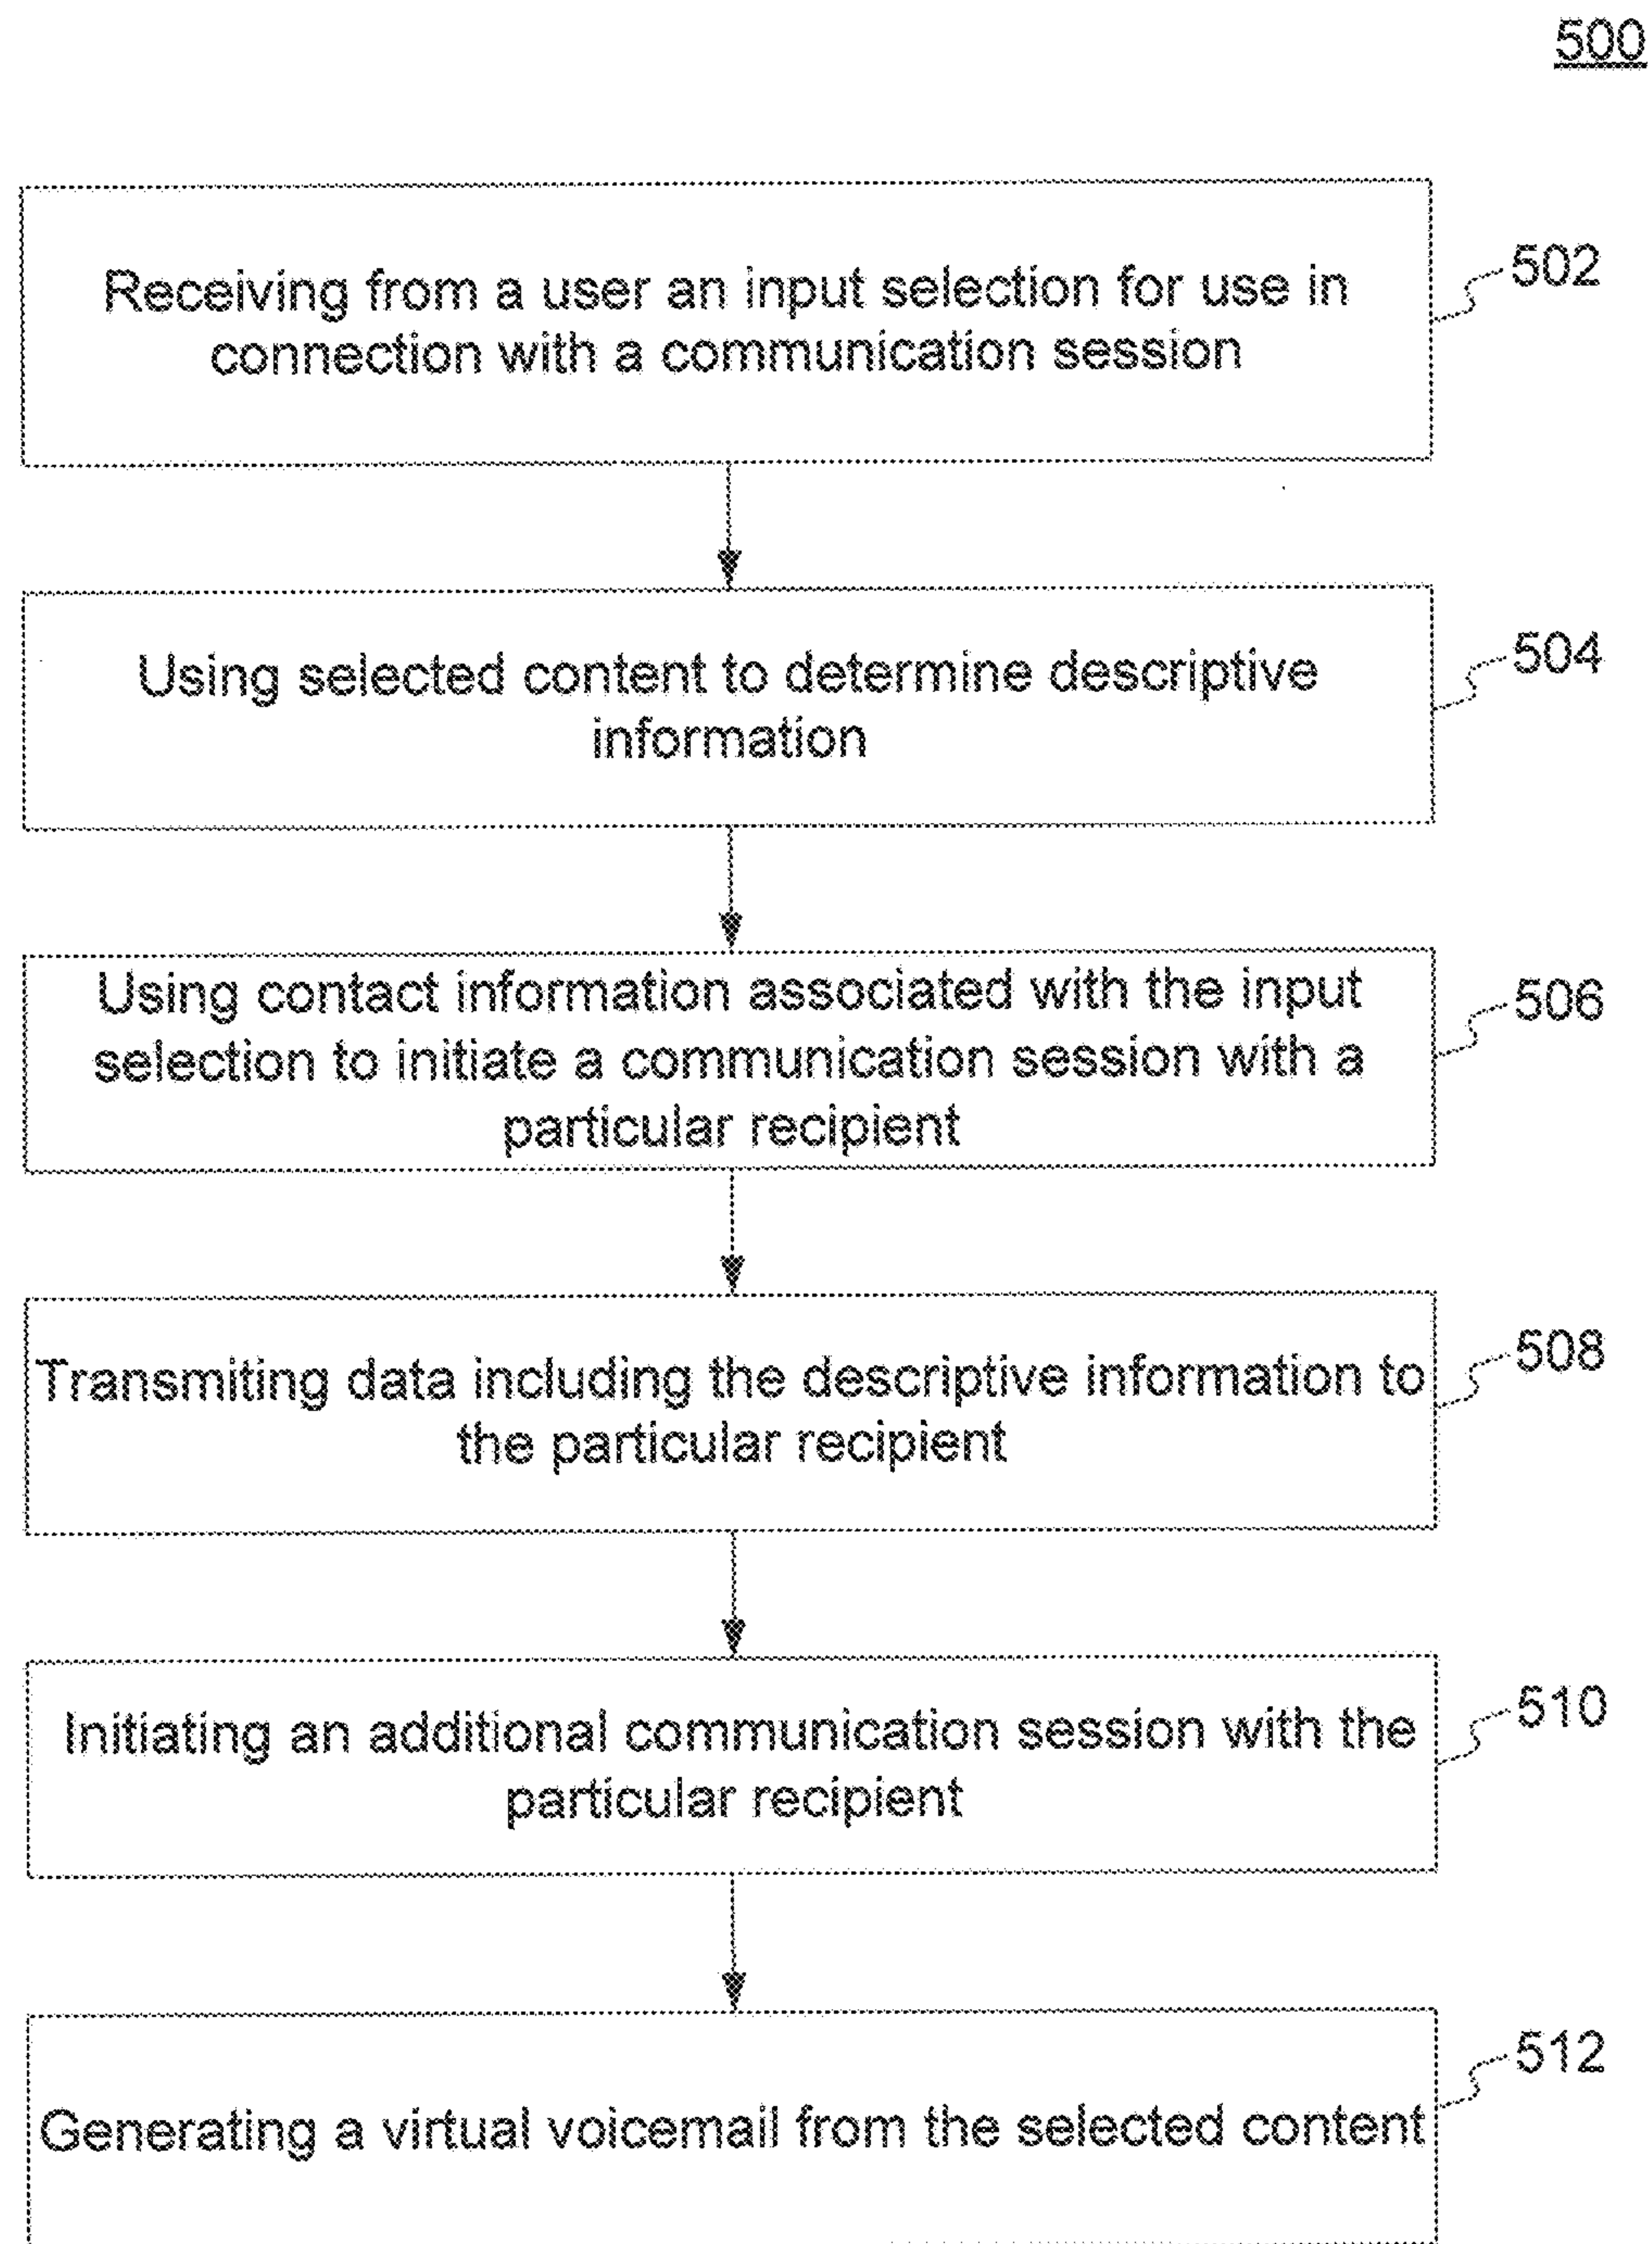 500
Receiving from a user an input selection for use in
connection with a communication session
502
Using selected content to determine descriptive
information
504
Using contact information associated with the input
selection to initiate a communication session with a
particular recipient
506
Transmiting data including the descriptive information to
the particular recipient
508
Initiating an additional communication session with the
particular recipient
510
Generating a virtual voicemail from the selected content
512